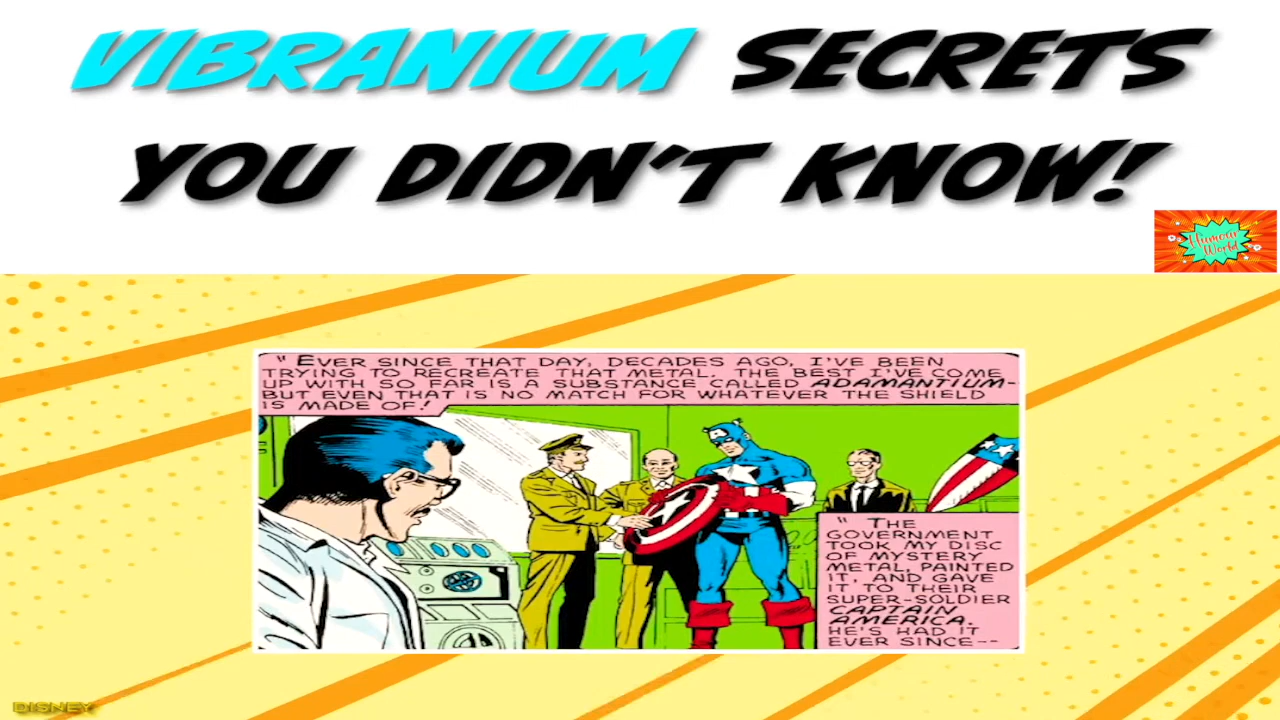 VIBRANIUM SECRETS
YOU DIDN'T KNOW!
Humour
World
" EVER SINCE THAT DAY, DECADES AGO, I'VE BEEN
TRYING TO RECREATE THAT METAL. THE BEST I'VE COME
UP WITH SO FAR IS A SUBSTANCE CALLED ADAMANTIUM-
BUT EVEN THAT IS NO MATCH FOR WHATEVER THE SHIELD
IS MADE OF!
" THE
GOVERNMENT
TOOK MY DISC
OF MYSTERY
METAL, PAINTED
IT, AND GAVE
IT TO THEIR
SUPER-SOLDIER
CAPTAIN
AMERICA.
HE'S HAD IT
EVER SINCE--
DISNEY